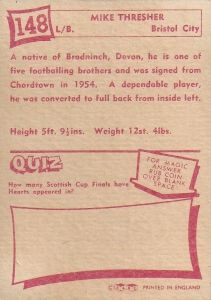 148
MIKE THRESHER
L/B.
Bristol City
A native of Bradninch, Devon, he is one of
five footballing brothers and was signed from
Chardtown in 1954. A dependable player,
he was converted to full back from inside left.
Height 5ft. 9½ins. Weight 12st. 4lbs.
QUIZ
FOR MAGIC
ANSWER
RUB COIN
OVER BLANK
SPACE
How many Scottish Cup Finals have
Hearts appeared in?
PRINTED IN ENGLAND